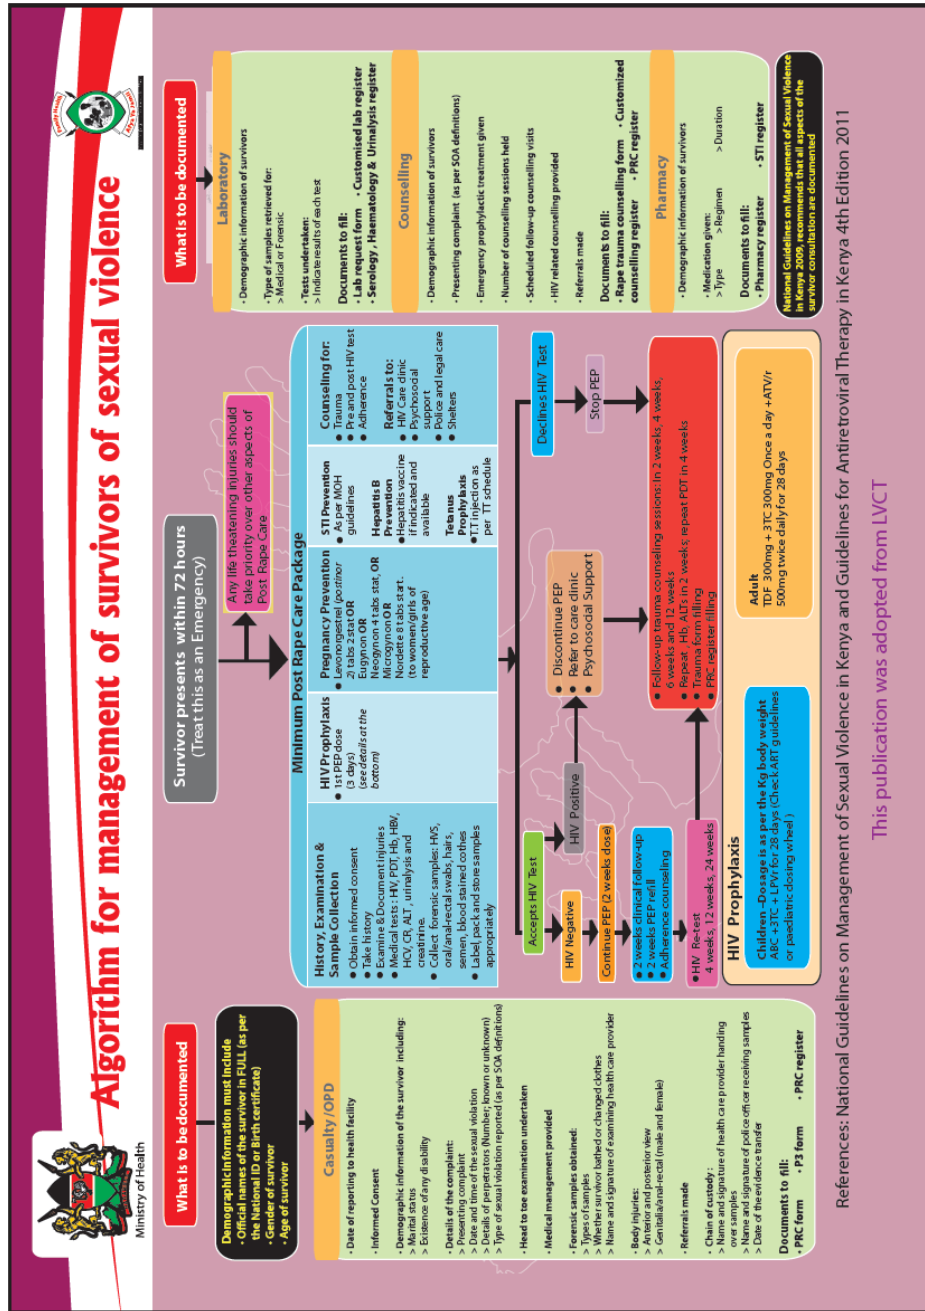 Ministry of Health
Algorithm for management of survivors of sexual violence
What is to be documented
Demographic information must include
• Official names of the survivor in FULL (as per
the National ID or Birth certificate)
• Gender of survivor
• Age of survivor
Casualty /OPD
• Date of reporting to health facility
• Informed Consent
• Demographic information of the survivor including:
> Marital status
> Existence of any disability
• Details of the complaint:
> Presenting complaint
> Date and time of the sexual violation
> Details of perpetrators (Number; known or unknown)
> Type of sexual violation reported (as per SOA definitions)
• Head to toe examination undertaken
• Medical management provided
• Forensic samples obtained:
> Types of samples
> Whether survivor bathed or changed clothes
> Name and signature of examining health care provider
• Body injuries:
> Anterior and posterior view
> Genitalia/anal-rectal (male and female)
• Referrals made
• Chain of custody :
> Name and signature of health care provider handing
over samples
> Name and signature of police officer receiving samples
> Date of the evidence transfer
Documents to fill:
• PRC form • P3 form • PRC register
Survivor presents within 72 hours
(Treat this as an Emergency)
Any life threatening injuries should
take priority over other aspects of
Post Rape Care
Minimum Post Rape Care Package
History, Examination &
Sample Collection
● Obtain informed consent
● Take history
● Examine & Document injuries
● Medical tests : HIV, PDT, Hb, HBV,
HCV, CR, ALT , urinalysis and
creatinine.
● Collect forensic samples: HVS,
oral/anal-rectal swabs, hairs,
semen, blood stained cothes
● Label, pack and store samples
appropriately
HIV Prophylaxis
● 1st PEP dose
(3 days)
(see details at the
bottom)
Pregnancy Prevention
● Levonongestrel (postinor
2) tabs 2 stat OR
Eugynon OR
Neogynon 4 tabs stat, OR
Microgynon OR
Nordette 8 tabs start.
(to women/girls of
reproductive age)
STI Prevention
● As per MOH
guidelines
Hepatitis B
Prevention
● Hepatitis vaccine
if indicated and
available
Tetanus
Prophylaxis
● T.T injection as
per TT schedule
Counseling for:
● Trauma
● Pre and post HIV test
● Adherence
Referrals to:
● HIV Care clinic
● Psychosocial
support
● Police and legal care
● Shelters
Accepts HIV Test
Declines HIV Test
HIV Negative
HIV Positive
Stop PEP
Continue PEP (2 weeks dose)
● Discontinue PEP
● Refer to care clinic
● Psychosocial Support
● 2 weeks clinical follow-up
● 2 weeks PEP refill
● Adherence counseling
● HIV Re-test
4 weeks, 12 weeks, 24 weeks
● Follow-up trauma counseling sessions: In 2 weeks, 4 weeks,
6 weeks and 12 weeks
● Repeat , Hb, ALTs in 2 weeks; repeat PDT in 4 weeks
● Trauma form filling
● PRC register filling
HIV Prophylaxis
Children –Dosage is as per the Kg body weight
ABC +3TC + LPVr for 28 days (Check ART guidelines
or paediatric dosing wheel )
Adult
TDF 300mg + 3TC 300mg Once a day +ATV/r
500mg twice daily for 28 days
What is to be documented
Laboratory
• Demographic information of survivors
• Type of samples retrieved for:
> Medical or Forensic
• Tests undertaken:
> Indicate results of each test
Documents to fill:
• Lab request form • Customised lab register
• Serology , Haematology & Urinalysis register
Counselling
• Demographic information of survivors
• Presenting complaint (as per SOA definitions)
• Emergency prophylactic treatment given
• Number of counselling sessions held
• Scheduled follow-up counselling visits
• HIV related counselling provided
• Referrals made
Documents to fill:
• Rape trauma counselling form • Customized
counselling register • PRC register
Pharmacy
• Demographic information of survivors
• Medication given:
> Type > Regimen > Duration
Documents to fill:
• Pharmacy register • STI register
National Guidelines on Management of Sexual Violence
in Kenya 2009, recommends that all aspects of the
survivor consultation are documented
References: National Guidelines on Management of Sexual Violence in Kenya and Guidelines for Antiretroviral Therapy in Kenya 4th Edition 2011
This publication was adopted from LVCT